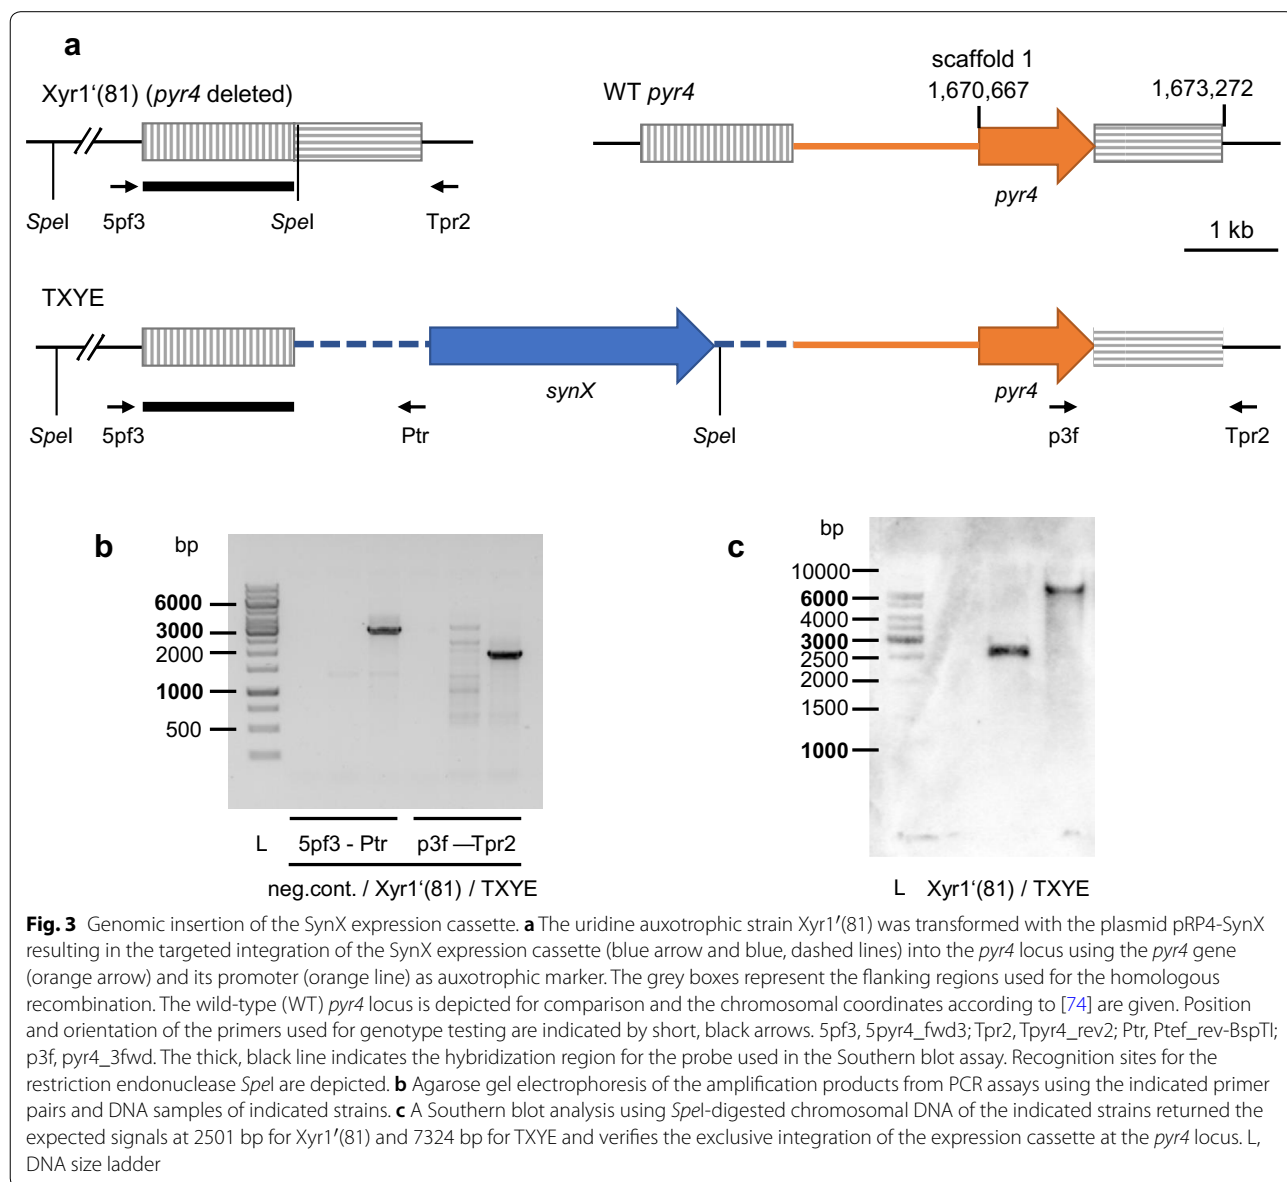 a
Xyr1‘(81) (pyr4 deleted)
WT pyr4
scaffold 1
1,670,667
1,673,272
SpeI
5pf3
SpeI
Tpr2
pyr4
1 kb
TXYE
synX
pyr4
SpeI
5pf3
Ptr
SpeI
p3f
Tpr2
b
bp
6000
3000
2000
1000
500
L
5pf3 - Ptr
p3f —Tpr2
neg.cont. / Xyr1‘(81) / TXYE
c
bp
10000
6000
4000
3000
2500
2000
1500
1000
L Xyr1‘(81) / TXYE
Fig. 3 Genomic insertion of the SynX expression cassette. a The uridine auxotrophic strain Xyr1′(81) was transformed with the plasmid pRP4-SynX
resulting in the targeted integration of the SynX expression cassette (blue arrow and blue, dashed lines) into the pyr4 locus using the pyr4 gene
(orange arrow) and its promoter (orange line) as auxotrophic marker. The grey boxes represent the flanking regions used for the homologous
recombination. The wild-type (WT) pyr4 locus is depicted for comparison and the chromosomal coordinates according to [74] are given. Position
and orientation of the primers used for genotype testing are indicated by short, black arrows. 5pf3, 5pyr4_fwd3; Tpr2, Tpyr4_rev2; Ptr, Ptef_rev-BspTI;
p3f, pyr4_3fwd. The thick, black line indicates the hybridization region for the probe used in the Southern blot assay. Recognition sites for the
restriction endonuclease SpeI are depicted. b Agarose gel electrophoresis of the amplification products from PCR assays using the indicated primer
pairs and DNA samples of indicated strains. c A Southern blot analysis using SpeI-digested chromosomal DNA of the indicated strains returned the
expected signals at 2501 bp for Xyr1′(81) and 7324 bp for TXYE and verifies the exclusive integration of the expression cassette at the pyr4 locus. L,
DNA size ladder